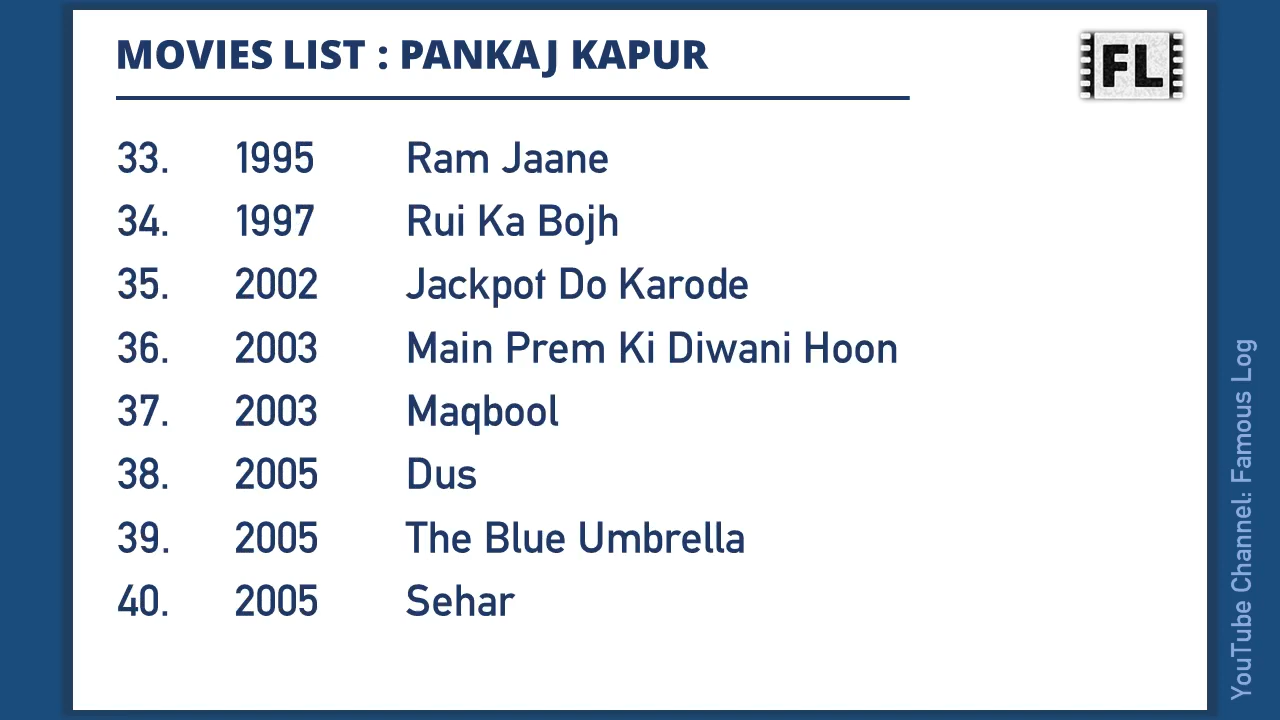 MOVIES LIST : PANKAJ KAPUR
FL
33. 1995 Ram Jaane
34. 1997 Rui Ka Bojh
35. 2002 Jackpot Do Karode
36. 2003 Main Prem Ki Diwani Hoon
37. 2003 Maqbool
38. 2005 Dus
39. 2005 The Blue Umbrella
40. 2005 Sehar
YouTube Channel: Famous Log